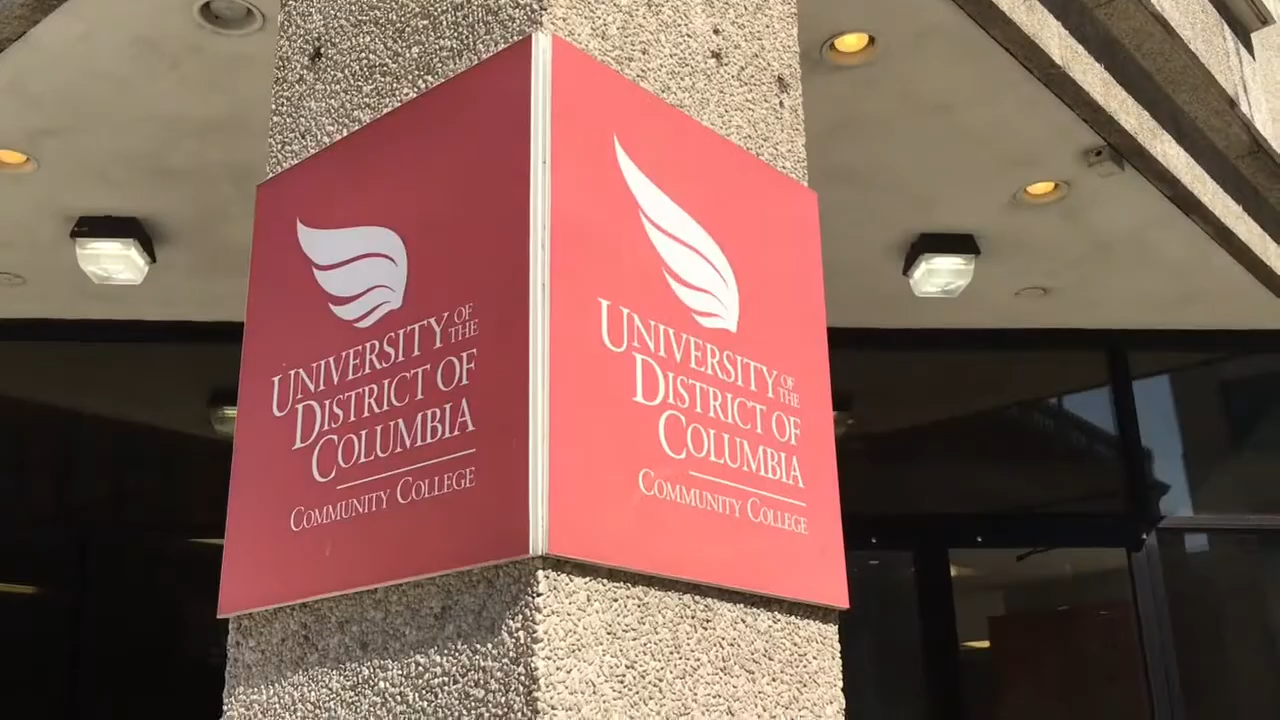 UNIVERSITY OF THE
DISTRICT OF
COLUMBIA
COMMUNITY COLLEGE
UNIVERSITY OF THE
DISTRICT OF
COLUMBIA
COMMUNITY COLLEGE